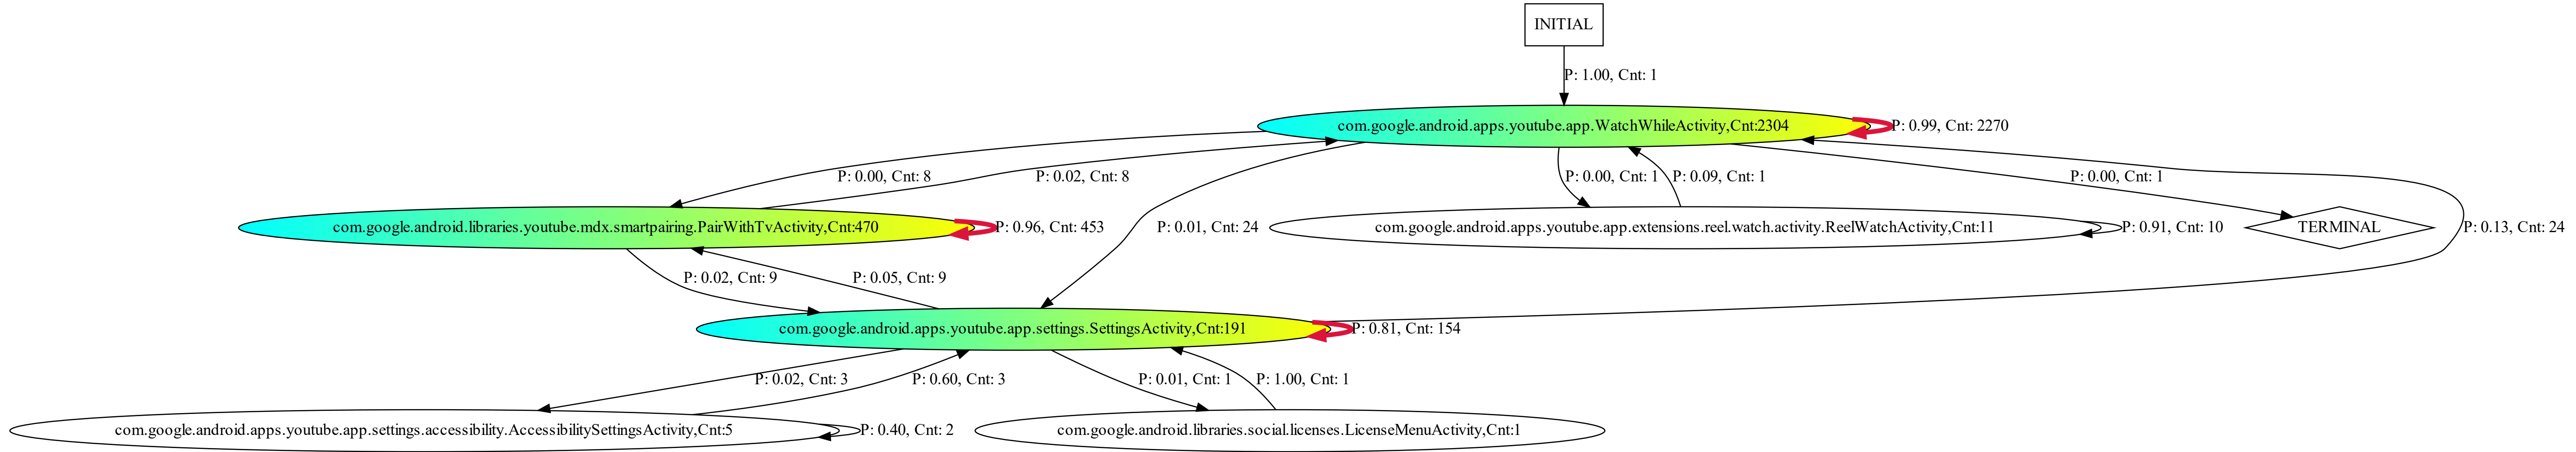 INITIAL
P: 1.00, Cnt: 1
com.google.android.apps.youtube.app.WatchWhileActivity,Cnt:2304
P: 0.99, Cnt: 2270
P: 0.00, Cnt: 8
P: 0.02, Cnt: 8
P: 0.00, Cnt: 1
P: 0.09, Cnt: 1
P: 0.00, Cnt: 1
com.google.android.libraries.youtube.mdx.smartpairing.PairWithTvActivity,Cnt:470
P: 0.96, Cnt: 453
P: 0.01, Cnt: 24
com.google.android.apps.youtube.app.extensions.reel.watch.activity.ReelWatchActivity,Cnt:11
P: 0.91, Cnt: 10
TERMINAL
P: 0.13, Cnt: 24
P: 0.02, Cnt: 9
P: 0.05, Cnt: 9
com.google.android.apps.youtube.app.settings.SettingsActivity,Cnt:191
P: 0.81, Cnt: 154
P: 0.02, Cnt: 3
P: 0.60, Cnt: 3
P: 0.01, Cnt: 1
P: 1.00, Cnt: 1
com.google.android.apps.youtube.app.settings.accessibility.AccessibilitySettingsActivity,Cnt:5
P: 0.40, Cnt: 2
com.google.android.libraries.social.licenses.LicenseMenuActivity,Cnt:1